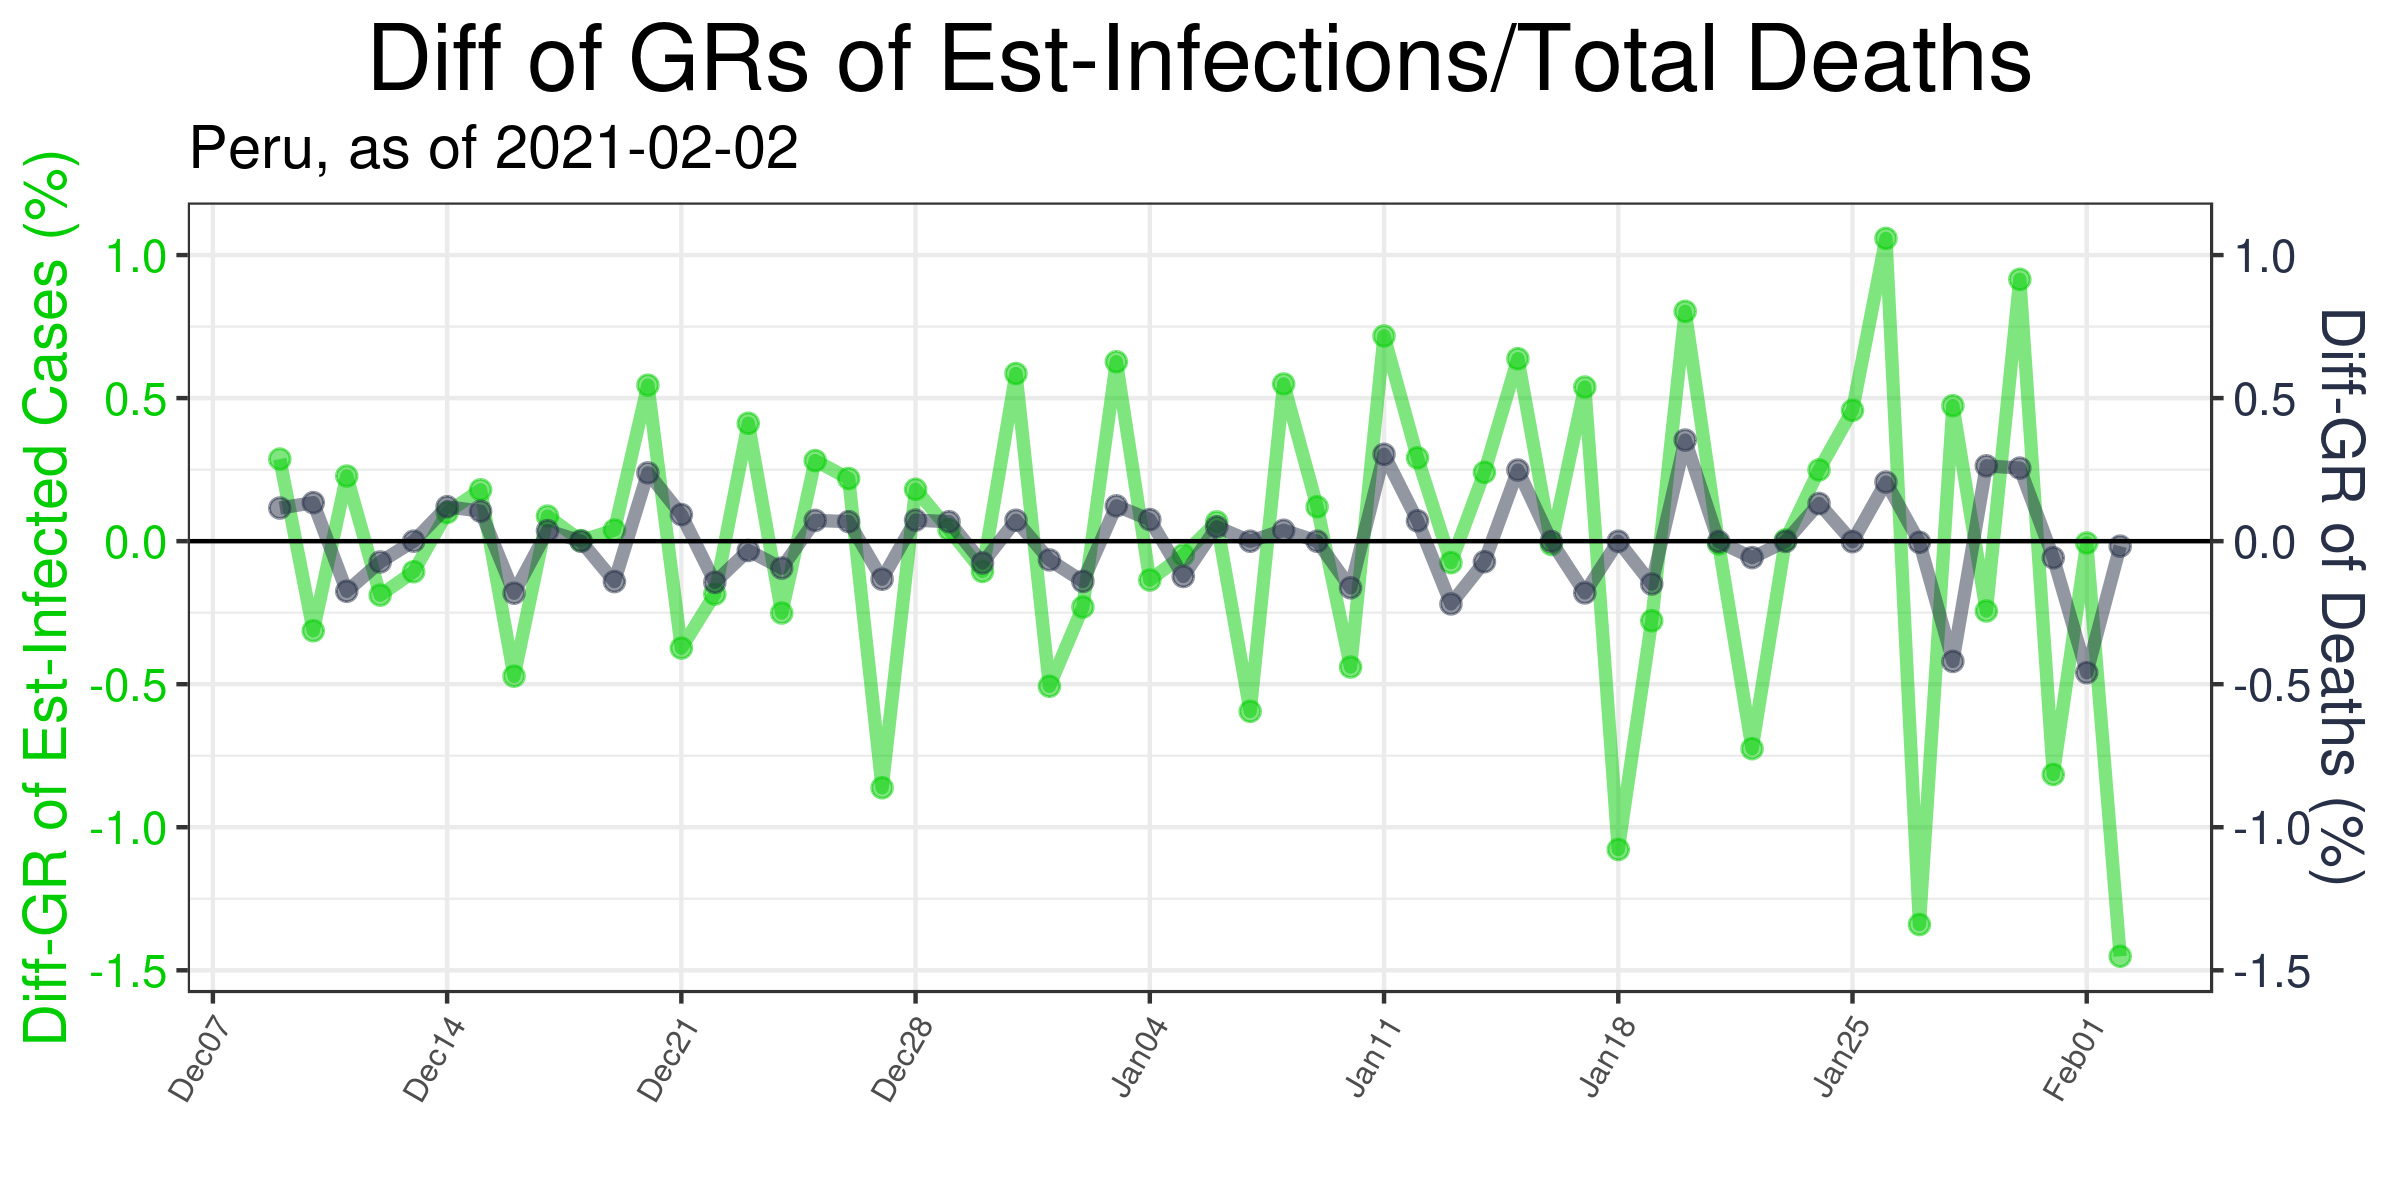 Diff of GRs of Est-Infections/Total Deaths
Peru, as of 2021-02-02
Diff-GR of Est-Infected Cases (%)
1.0
0.5
0.0
-0.5
-1.0
-1.5
1.0
0.5
0.0
-0.5
-1.0
-1.5
Diff-GR of Deaths (%)
Dec07
Dec14
Dec21
Dec28
Jan04
Jan11
Jan18
Jan25
Feb01